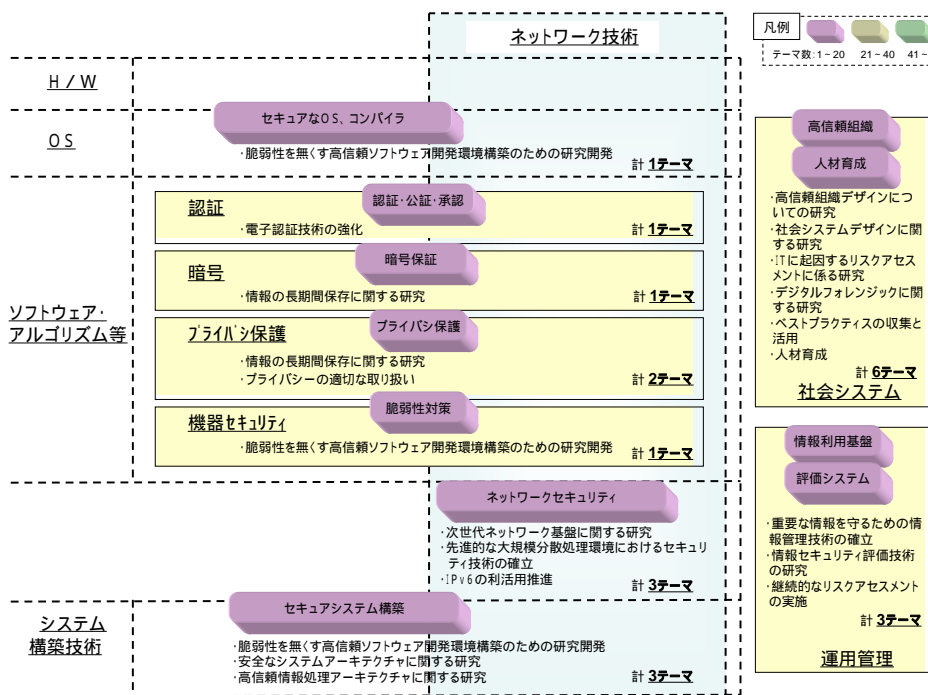 ネットワーク技術
凡例
テーマ数:1~20 21~40 41~
H/W
OS
セキュアなOS、コンパイラ
・脆弱性を無くす高信頼ソフトウェア開発環境構築のための研究開発
計 1テーマ
ソフトウェア・
アルゴリズム等
認証
認証・公証・承認
・電子認証技術の強化
計 1テーマ
暗号
暗号保証
・情報の長期間保存に関する研究
計 1テーマ
プライバシ保護
プライバシ保護
・情報の長期間保存に関する研究
・プライバシーの適切な取り扱い
計 2テーマ
機器セキュリティ
脆弱性対策
・脆弱性を無くす高信頼ソフトウェア開発環境構築のための研究開発
計 1テーマ
ネットワークセキュリティ
・次世代ネットワーク基盤に関する研究
・先進的な大規模分散処理環境におけるセキュリ
ティ技術の確立
・IPv6の利活用推進
計 3テーマ
システム
構築技術
セキュアシステム構築
・脆弱性を無くす高信頼ソフトウェア開発環境構築のための研究開発
・安全なシステムアーキテクチャに関する研究
・高信頼情報処理アーキテクチャに関する研究
計 3テーマ
高信頼組織
人材育成
・高信頼組織デザインにつ
いての研究
・社会システムデザインに関
する研究
・ITに起因するリスクアセス
メントに係る研究
・デジタルフォレンジックに関
する研究
・ベストプラクティスの収集と
活用
・人材育成
計 6テーマ
社会システム
情報利用基盤
評価システム
・重要な情報を守るための情
報管理技術の確立
・情報セキュリティ評価技術
の研究
・継続的なリスクアセスメント
の実施
計 3テーマ
運用管理